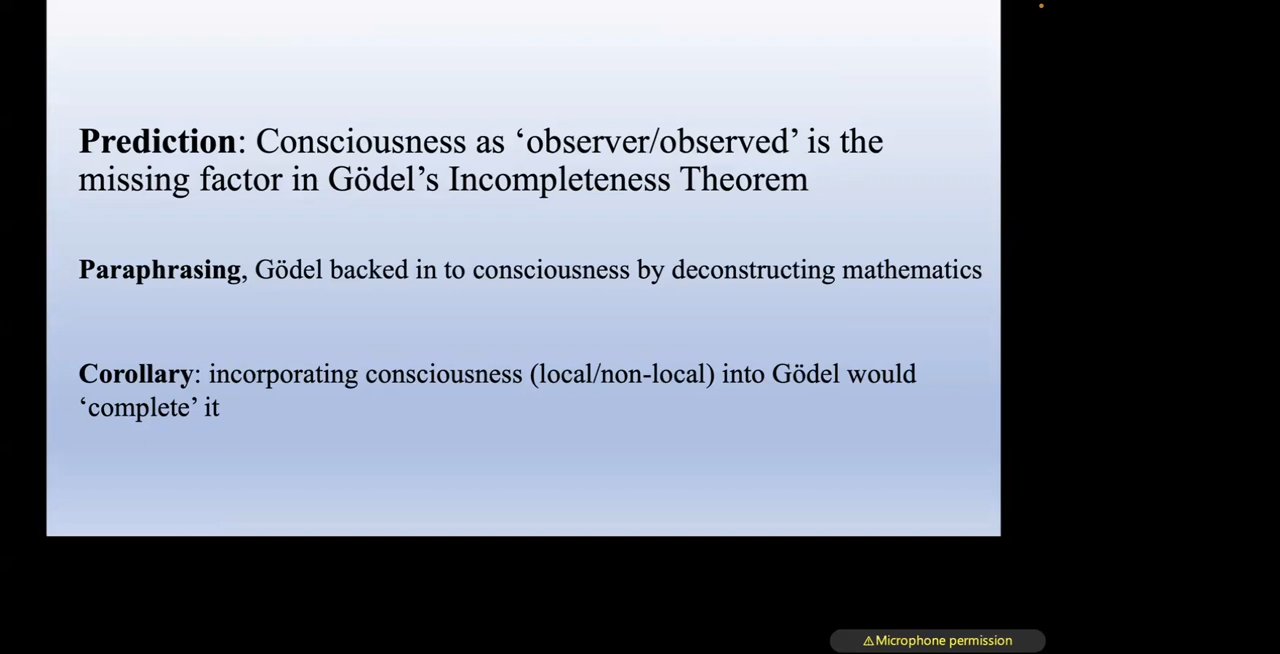 Prediction: Consciousness as ‘observer/observed’ is the
missing factor in Gödel’s Incompleteness Theorem
Paraphrasing, Gödel backed in to consciousness by deconstructing mathematics
Corollary: incorporating consciousness (local/non-local) into Gödel would
‘complete’ it
⚠Microphone permission